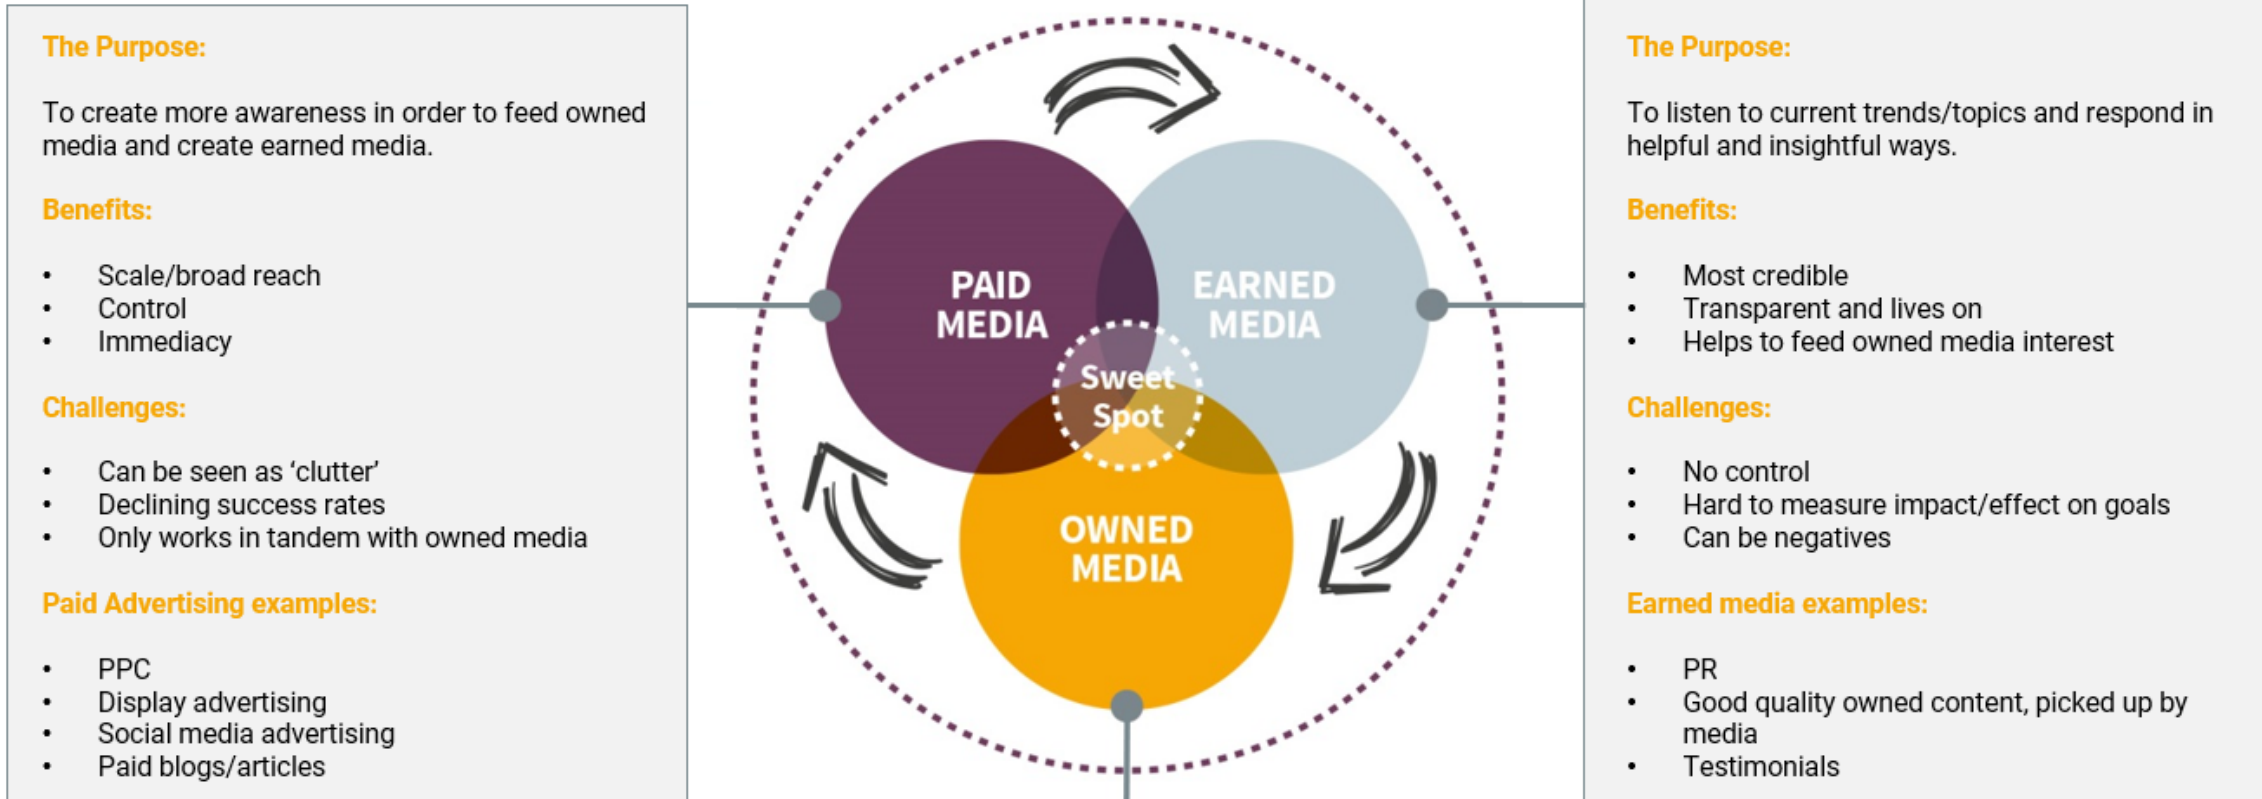 The Purpose:
To create more awareness in order to feed owned
media and create earned media.
Benefits:
• Scale/broad reach
• Control
• Immediacy
Challenges:
• Can be seen as ‘clutter’
• Declining success rates
• Only works in tandem with owned media
Paid Advertising examples:
• PPC
• Display advertising
• Social media advertising
• Paid blogs/articles
PAID
MEDIA
EARNED
MEDIA
Sweet
Spot
OWNED
MEDIA
The Purpose:
To listen to current trends/topics and respond in
helpful and insightful ways.
Benefits:
• Most credible
• Transparent and lives on
• Helps to feed owned media interest
Challenges:
• No control
• Hard to measure impact/effect on goals
• Can be negatives
Earned media examples:
• PR
• Good quality owned content, picked up by
media
• Testimonials